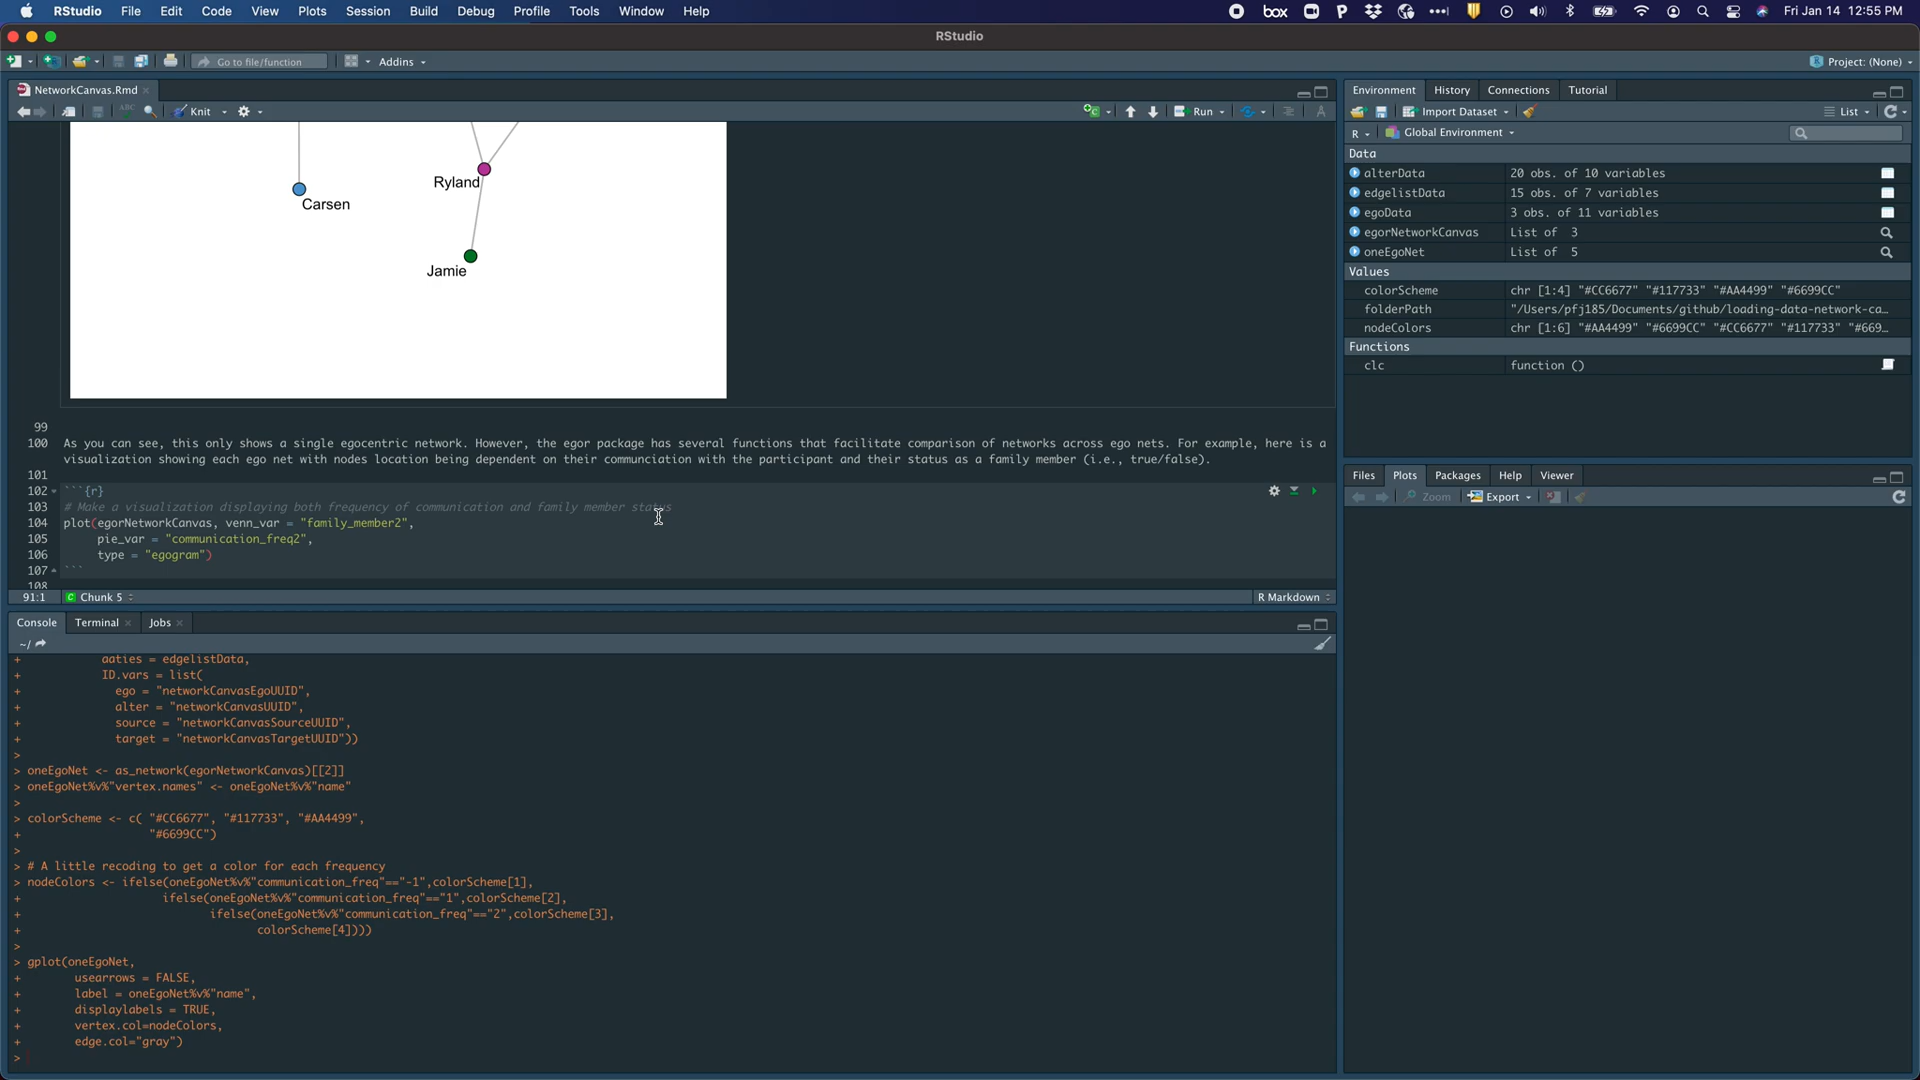 RStudio File Edit Code View Plots Session Build Debug Profile Tools Window Help box Fri Jan 14 12:55 PM
RStudio
Go to file/function Addins Project: (None)
NetworkCanvas.Rmd
ABC Knit Run
Ryland
Carsen
Jamie
99
100 As you can see, this only shows a single egocentric network. However, the egor package has several functions that facilitate comparison of networks across ego nets. For example, here is a
visualization showing each ego net with nodes location being dependent on their communciation with the participant and their status as a family member (i.e., true/false).
101
102 ```{r}
103 # Make a visualization displaying both frequency of communication and family member status
104 plot(egorNetworkCanvas, venn_var = "family_member2",
105 pie_var = "communication_freq2",
106 type = "egogram")
107 ```
108
91:1 C Chunk 5 R Markdown
Console Terminal Jobs
~/
+ aaties = edgelistData,
+ ID.vars = list(
+ ego = "networkCanvasEgoUUID",
+ alter = "networkCanvasUUID",
+ source = "networkCanvasSourceUUID",
+ target = "networkCanvasTargetUUID"))
>
> oneEgoNet <- as_network(egorNetworkCanvas)[[2]]
> oneEgoNet%v%"vertex.names" <- oneEgoNet%v%"name"
>
> colorScheme <- c( "#CC6677", "#117733", "#AA4499",
+ "#6699CC")
>
> # A little recoding to get a color for each frequency
> nodeColors <- ifelse(oneEgoNet%v%"communication_freq"=="-1",colorScheme[1],
+ ifelse(oneEgoNet%v%"communication_freq"=="1",colorScheme[2],
+ ifelse(oneEgoNet%v%"communication_freq"=="2",colorScheme[3],
+ colorScheme[4])))
>
> gplot(oneEgoNet,
+ usearrows = FALSE,
+ label = oneEgoNet%v%"name",
+ displaylabels = TRUE,
+ vertex.col=nodeColors,
+ edge.col="gray")
>
Environment History Connections Tutorial
Import Dataset List
R Global Environment
Data
alterData 20 obs. of 10 variables
edgelistData 15 obs. of 7 variables
egoData 3 obs. of 11 variables
egorNetworkCanvas List of 3
oneEgoNet List of 5
Values
colorScheme chr [1:4] "#CC6677" "#117733" "#AA4499" "#6699CC"
folderPath "/Users/pfj185/Documents/github/loading-data-network-ca…
nodeColors chr [1:6] "#AA4499" "#6699CC" "#CC6677" "#117733" "#669…
Functions
clc function ()
Files Plots Packages Help Viewer
Zoom Export